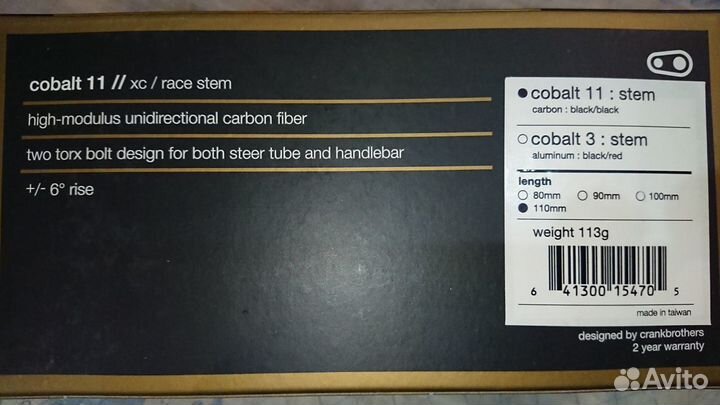 cobalt 11 // xc / race stem
high-modulus unidirectional carbon fiber
two torx bolt design for both steer tube and handlebar
+/- 6° rise
cobalt 11 : stem
carbon : black/black
cobalt 3 : stem
aluminum : black/red
length
80mm 90mm 100mm
110mm
weight 113g
6 41300 15470 5
made in taiwan
designed by crankbrothers
2 year warranty
Avito